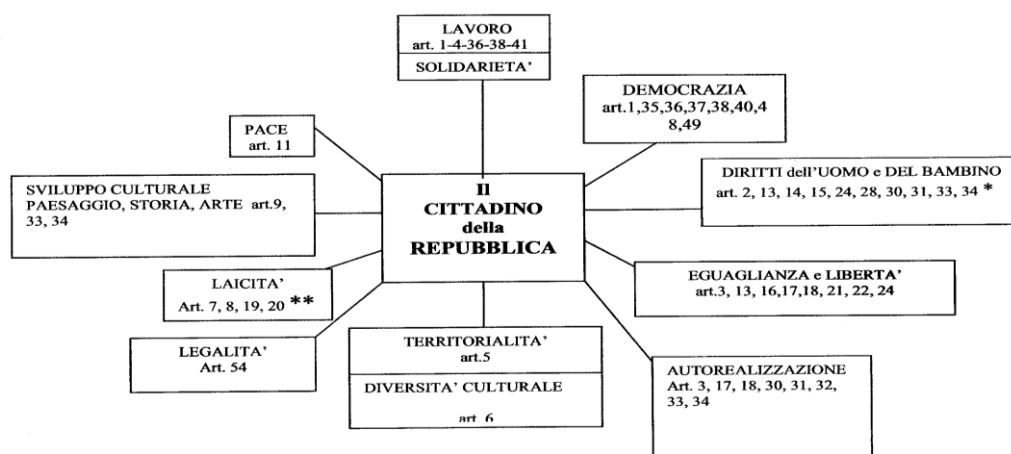 LAVORO
art. 1-4-36-38-41
SOLIDARIETA’
DEMOCRAZIA
art.1,35,36,37,38,40,4
8,49
PACE
art. 11
DIRITTI dell’UOMO e DEL BAMBINO
art. 2, 13, 14, 15, 24, 28, 30, 31, 33, 34 *
SVILUPPO CULTURALE
PAESAGGIO, STORIA, ARTE art.9,
33, 34
Il
CITTADINO
della
REPUBBLICA
LAICITA’
Art. 7, 8, 19, 20 **
EGUAGLIANZA e LIBERTA’
art.3, 13, 16,17,18, 21, 22, 24
LEGALITA’
Art. 54
TERRITORIALITA’
art.5
DIVERSITA’ CULTURALE
art. 6
AUTOREALIZZAZIONE
Art. 3, 17, 18, 30, 31, 32,
33, 34